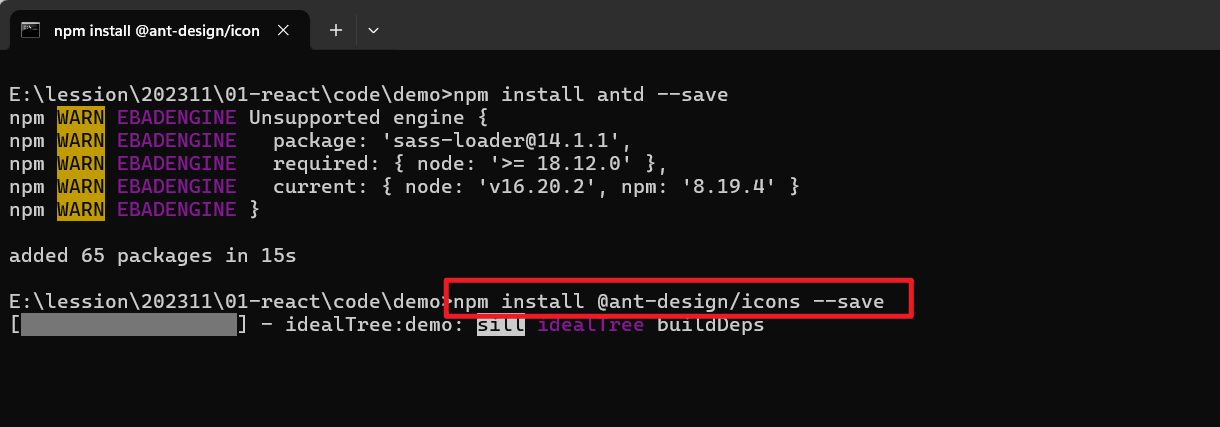 npm install @ant-design/icon
E:\lession\202311\01-react\code\demo>npm install antd --save
npm WARN EBADENGINE Unsupported engine {
npm WARN EBADENGINE   package: 'sass-loader@14.1.1',
npm WARN EBADENGINE   required: { node: '>= 18.12.0' },
npm WARN EBADENGINE   current: { node: 'v16.20.2', npm: '8.19.4' }
npm WARN EBADENGINE }
added 65 packages in 15s
E:\lession\202311\01-react\code\demo>npm install @ant-design/icons --save
[                  ] - idealTree:demo: sill idealTree buildDeps